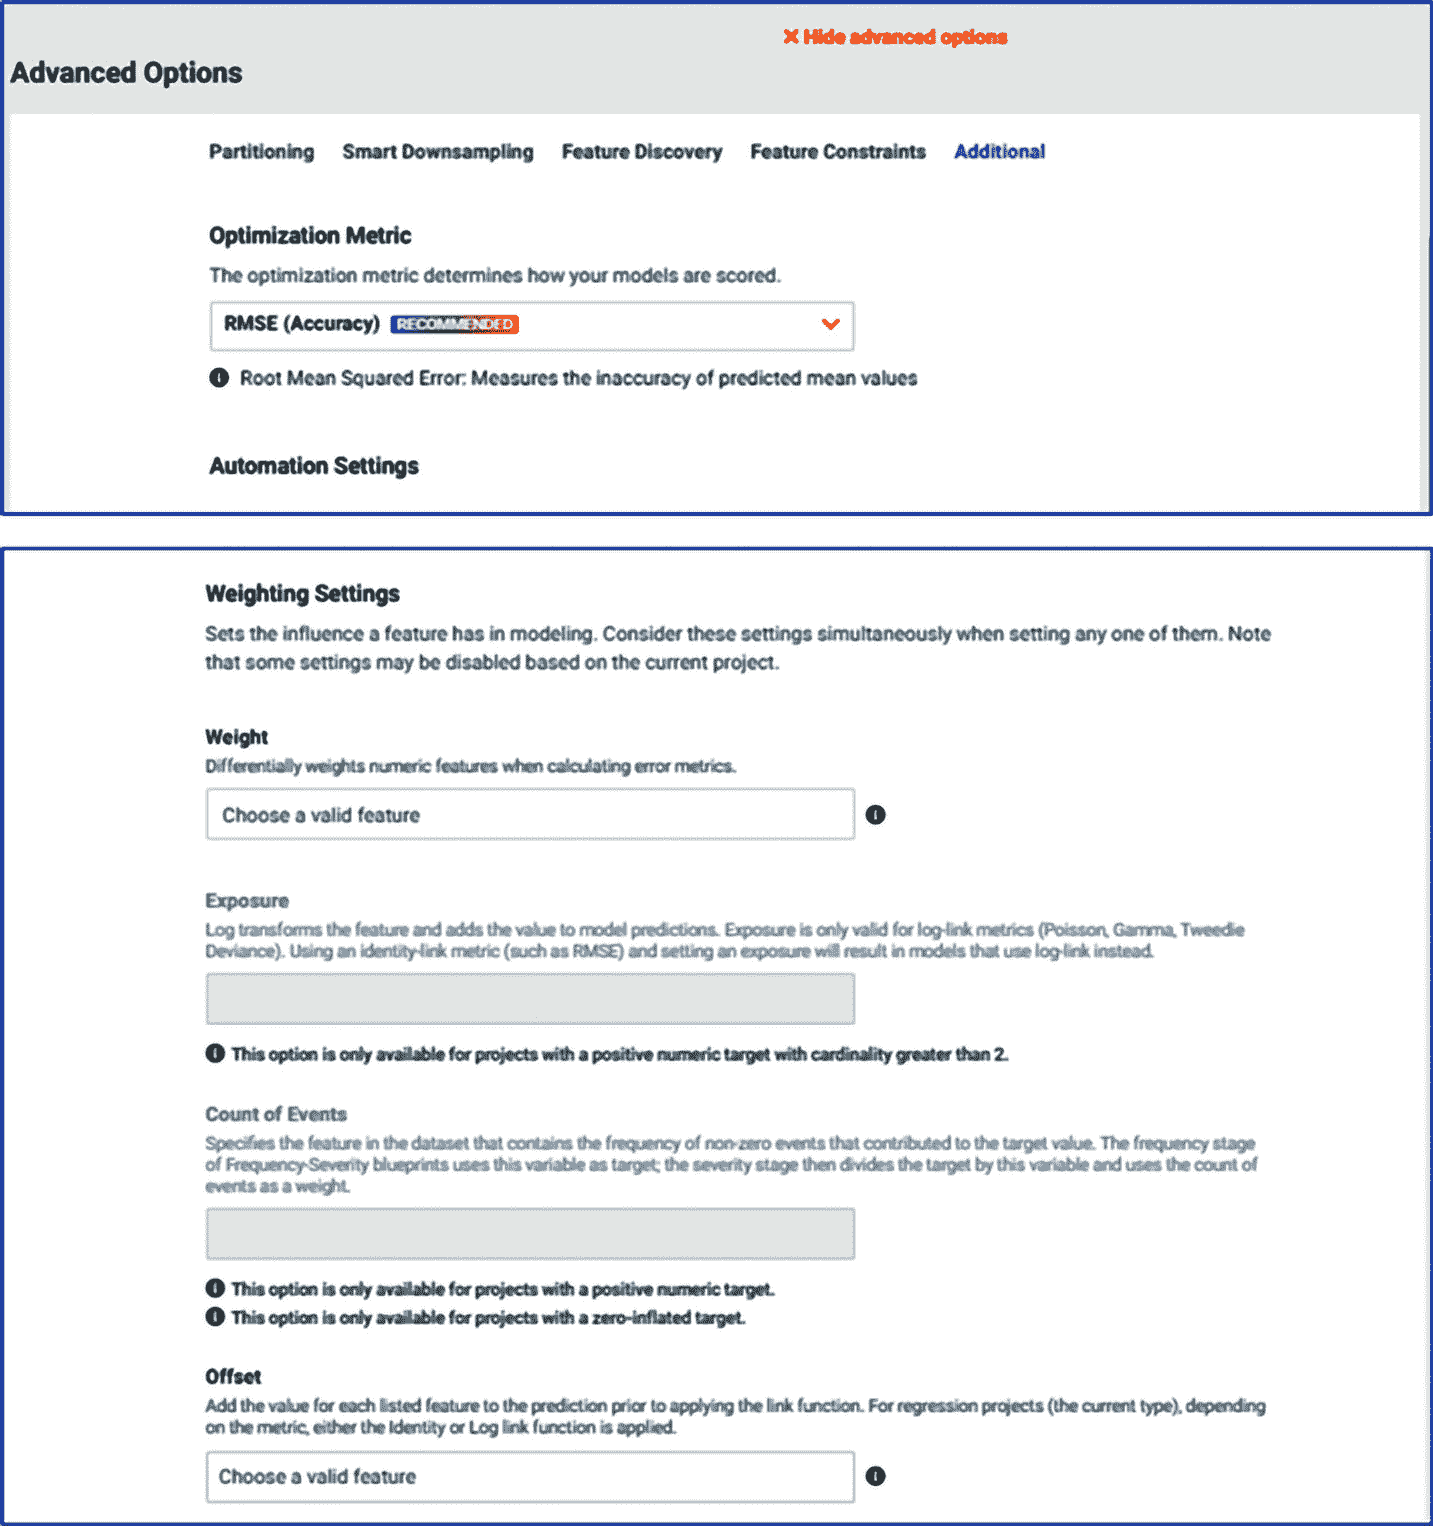 ✕ Hide advanced options
Advanced Options
Partitioning Smart Downsampling Feature Discovery Feature Constraints Additional
Optimization Metric
The optimization metric determines how your models are scored.
RMSE (Accuracy) RECOMMENDED
Root Mean Squared Error: Measures the inaccuracy of predicted mean values
Automation Settings
Weighting Settings
Sets the influence a feature has in modeling. Consider these settings simultaneously when setting any one of them. Note
that some settings may be disabled based on the current project.
Weight
Differentially weights numeric features when calculating error metrics.
Choose a valid feature
Exposure
Log transforms the feature and adds the value to model predictions. Exposure is only valid for log-link metrics (Poisson, Gamma, Tweedie
Deviance). Using an identity-link metric (such as RMSE) and setting an exposure will result in models that use log-link instead.
This option is only available for projects with a positive numeric target with cardinality greater than 2.
Count of Events
Specifies the feature in the dataset that contains the frequency of non-zero events that contributed to the target value. The frequency stage
of Frequency-Severity blueprints uses this variable as target; the severity stage then divides the target by this variable and uses the count of
events as a weight.
This option is only available for projects with a positive numeric target.
This option is only available for projects with a zero-inflated target.
Offset
Add the value for each listed feature to the prediction prior to applying the link function. For regression projects (the current type), depending
on the metric, either the Identity or Log link function is applied.
Choose a valid feature